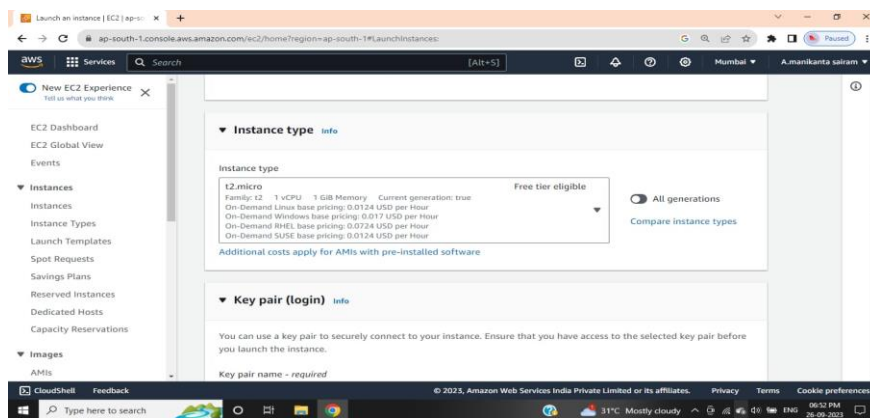 Launch an instance | EC2 | ap-so
ap-south-1.console.aws.amazon.com/ec2/home?region=ap-south-1#LaunchInstances:
Paused
aws
Services
Search
[Alt+S]
Mumbai
A.manikanta sairam
New EC2 Experience
Tell us what you think
EC2 Dashboard
EC2 Global View
Events
Instances
Instances
Instance Types
Launch Templates
Spot Requests
Savings Plans
Reserved Instances
Dedicated Hosts
Capacity Reservations
Images
AMIs
Instance type Info
Instance type
t2.micro Free tier eligible
Family: t2 1 vCPU 1 GiB Memory Current generation: true
On-Demand Linux base pricing: 0.0124 USD per Hour
On-Demand Windows base pricing: 0.017 USD per Hour
On-Demand RHEL base pricing: 0.0724 USD per Hour
On-Demand SUSE base pricing: 0.0124 USD per Hour
All generations
Compare instance types
Additional costs apply for AMIs with pre-installed software
Key pair (login) Info
You can use a key pair to securely connect to your instance. Ensure that you have access to the selected key pair before
you launch the instance.
Key pair name - required
CloudShell Feedback © 2023, Amazon Web Services India Private Limited or its affiliates. Privacy Terms Cookie preferences
Type here to search
31°C Mostly cloudy
ENG
06:52 PM
26-09-2023